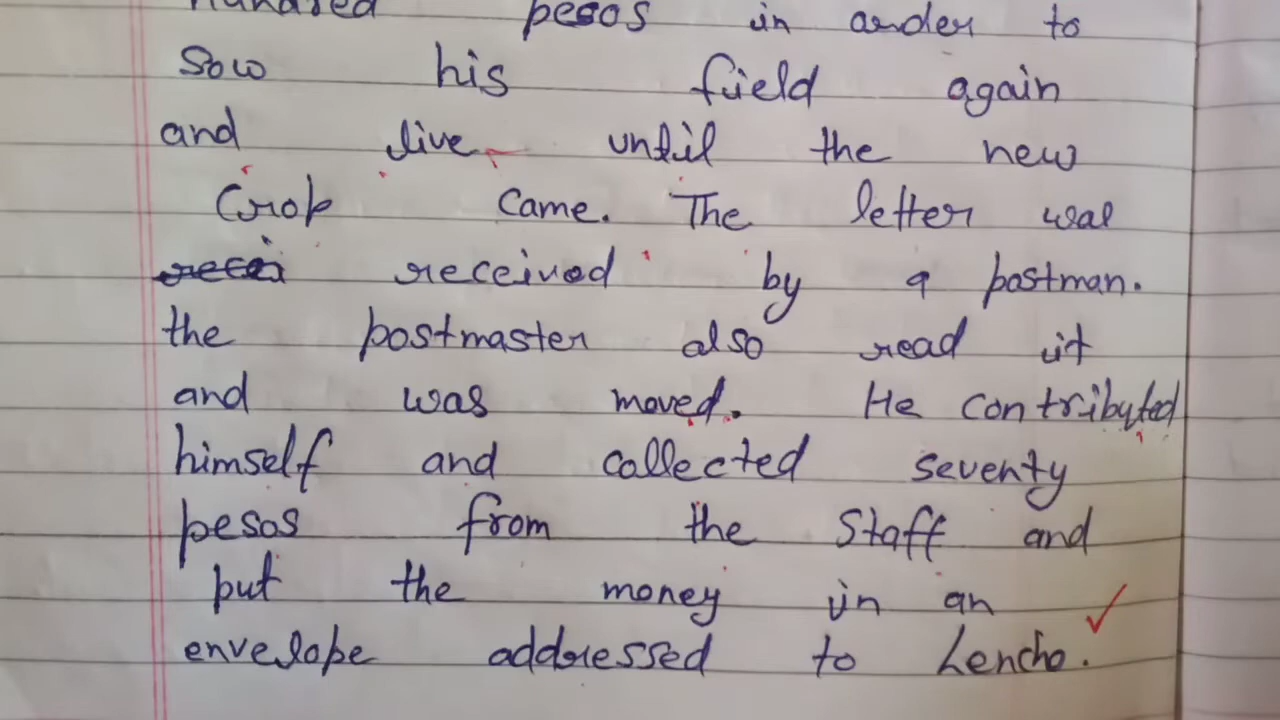 hundred pesos in order to
sow his field again
and live until the new
Crop came. The letter was
received by a postman.
the postmaster also read it
and was moved. He contributed
himself and collected seventy
pesos from the Staff and
put the money in an
envelope addressed to Lencho.